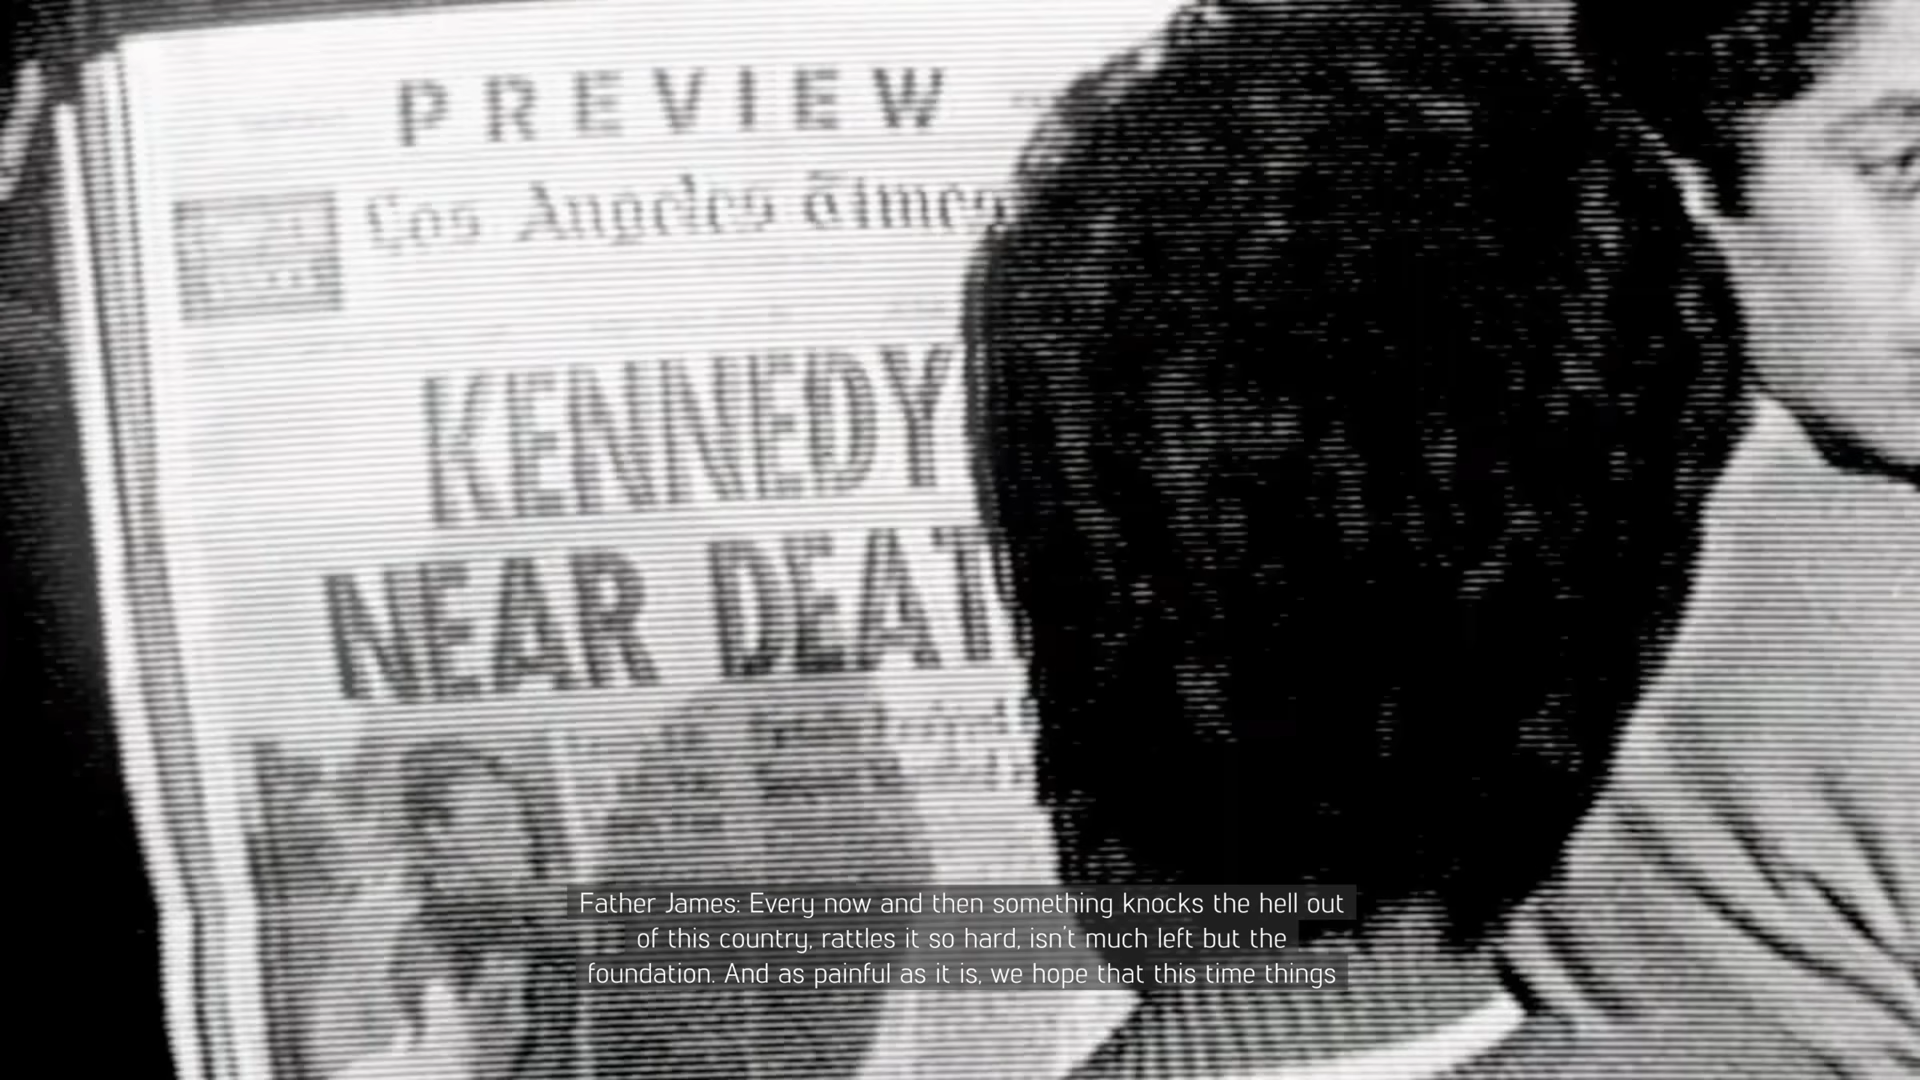 PREVIEW
Los Angeles Times
KENNEDY
NEAR DEAT
Father James: Every now and then something knocks the hell out
of this country, rattles it so hard, isn't much left but the
foundation. And as painful as it is, we hope that this time things